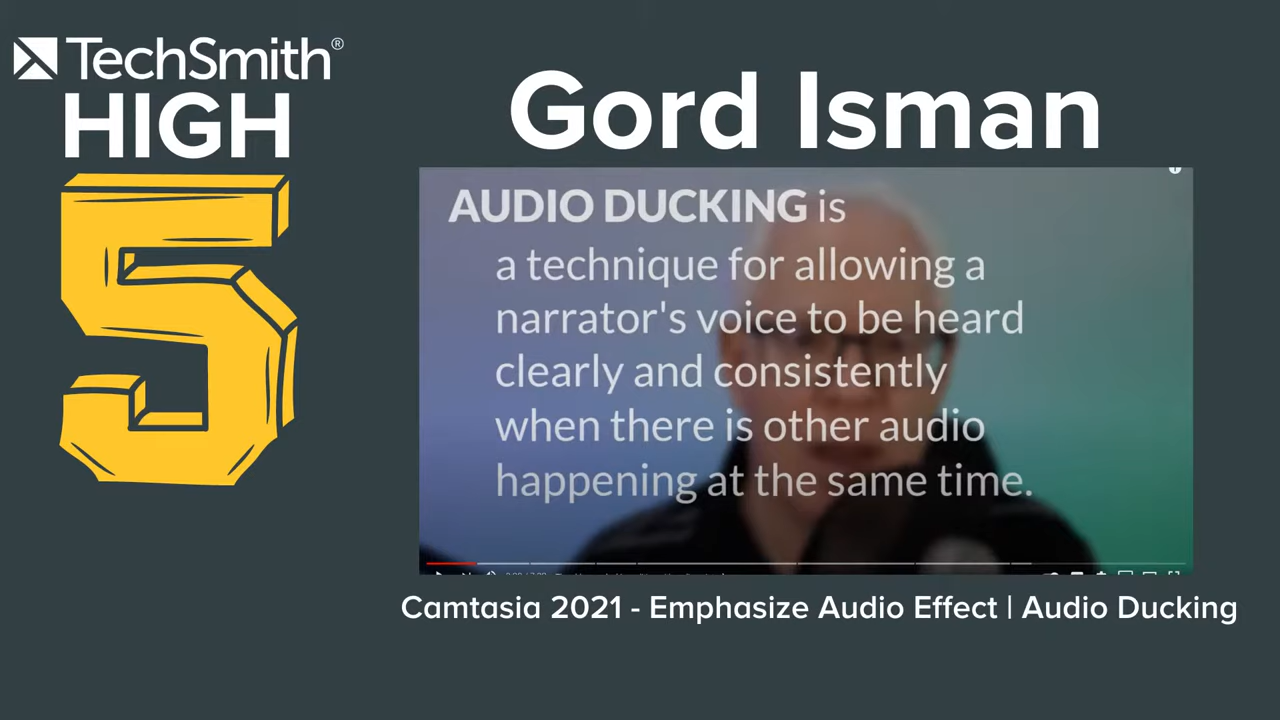 TechSmith®
HIGH
5
Gord Isman
AUDIO DUCKING is
a technique for allowing a
narrator's voice to be heard
clearly and consistently
when there is other audio
happening at the same time.
Camtasia 2021 - Emphasize Audio Effect | Audio Ducking